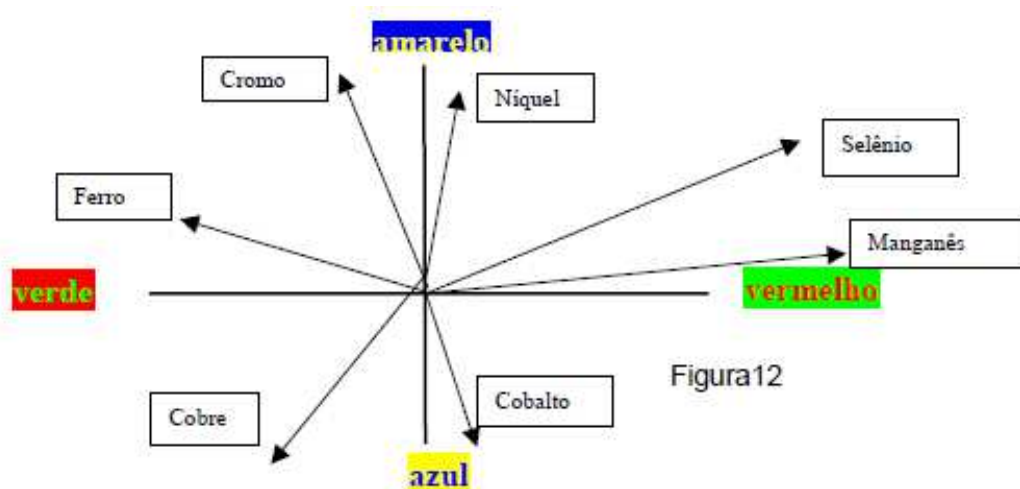 amarelo
Cromo
Níquel
Selênio
Ferro
Manganês
verde
vermelho
Figura12
Cobre
Cobalto
azul